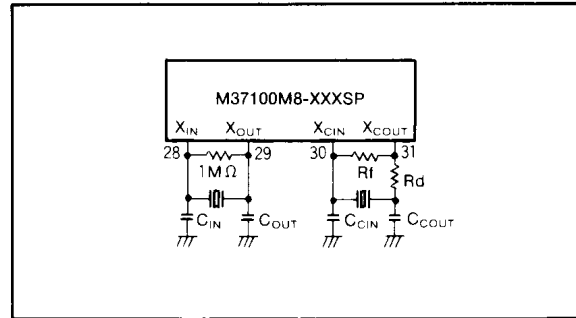 M37100M8-XXXSP
XIN XOUT XCIN XCOUT
28 29 30 31
1MΩ Rf Rd
CIN COUT CCIN CCOUT